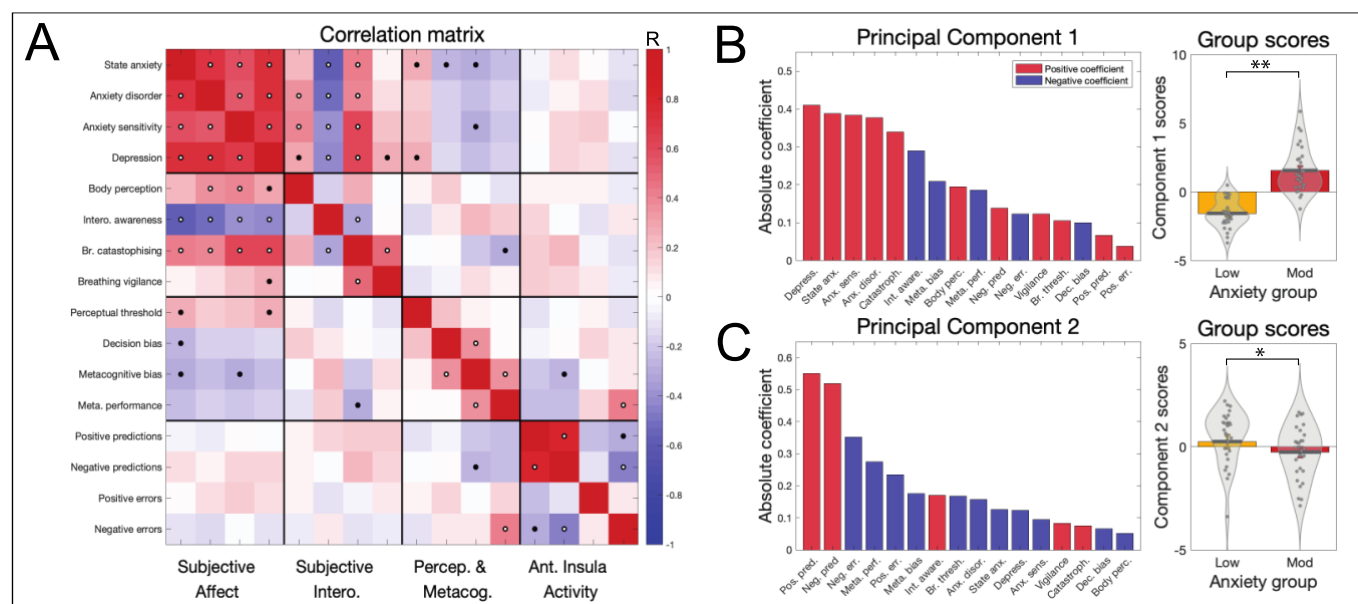 A
Correlation matrix
R
State anxiety
Anxiety disorder
Anxiety sensitivity
Depression
Body perception
Intero. awareness
Br. catastophising
Breathing vigilance
Perceptual threshold
Decision bias
Metacognitive bias
Meta. performance
Positive predictions
Negative predictions
Positive errors
Negative errors
1
0.8
0.6
0.4
0.2
0
-0.2
-0.4
-0.6
-0.8
-1
Subjective
Affect
Subjective
Intero.
Percep. &
Metacog.
Ant. Insula
Activity
B
Principal Component 1
Positive coefficient
Negative coefficient
Absolute coefficient
0.5
0.4
0.3
0.2
0.1
0
Depress.
State anx.
Anx. sens.
Anx. disor.
Catastroph.
Int. aware.
Meta. bias
Body perc.
Meta. perf.
Neg. pred
Neg. err.
Vigilance
Br. thresh.
Dec. bias
Pos. pred.
Pos. err.
Group scores
**
Component 1 scores
10
5
0
-5
Low
Mod
Anxiety group
C
Principal Component 2
Absolute coefficient
0.6
0.5
0.4
0.3
0.2
0.1
0
Pos. pred.
Neg. pred
Neg. err.
Meta. perf.
Pos. err.
Meta. bias
Int. aware.
Br. thresh.
Anx. disor.
State anx.
Depress.
Anx. sens.
Vigilance
Catastroph.
Dec. bias
Body perc.
Group scores
*
Component 2 scores
5
0
-5
Low
Mod
Anxiety group